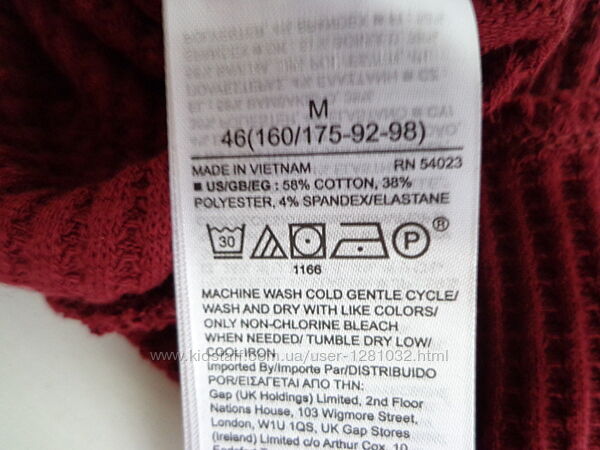 M
46(160/175-92-98)
MADE IN VIETNAM RN 54023
■ US/GB/EG : 58% COTTON, 38%
POLYESTER, 4% SPANDEX/ELASTANE
30 P ®
1166
MACHINE WASH COLD GENTLE CYCLE/
WASH AND DRY WITH LIKE COLORS/
ONLY NON-CHLORINE BLEACH
WHEN NEEDED/ TUMBLE DRY LOW/
www.kidstaff.com.ua/user-1281032.html
COOL IRON
Imported By/Importe Par/DISTRIBUIDO
POR/ΕΙΣΑΓΕΤΑΙ ΑΠΟ ΤΗΝ:
Gap (UK Holdings) Limited, 2nd Floor
Nations House, 103 Wigmore Street,
London, W1U 1QS, UK Gap Stores
(Ireland) Limited c/o Arthur Cox, 10